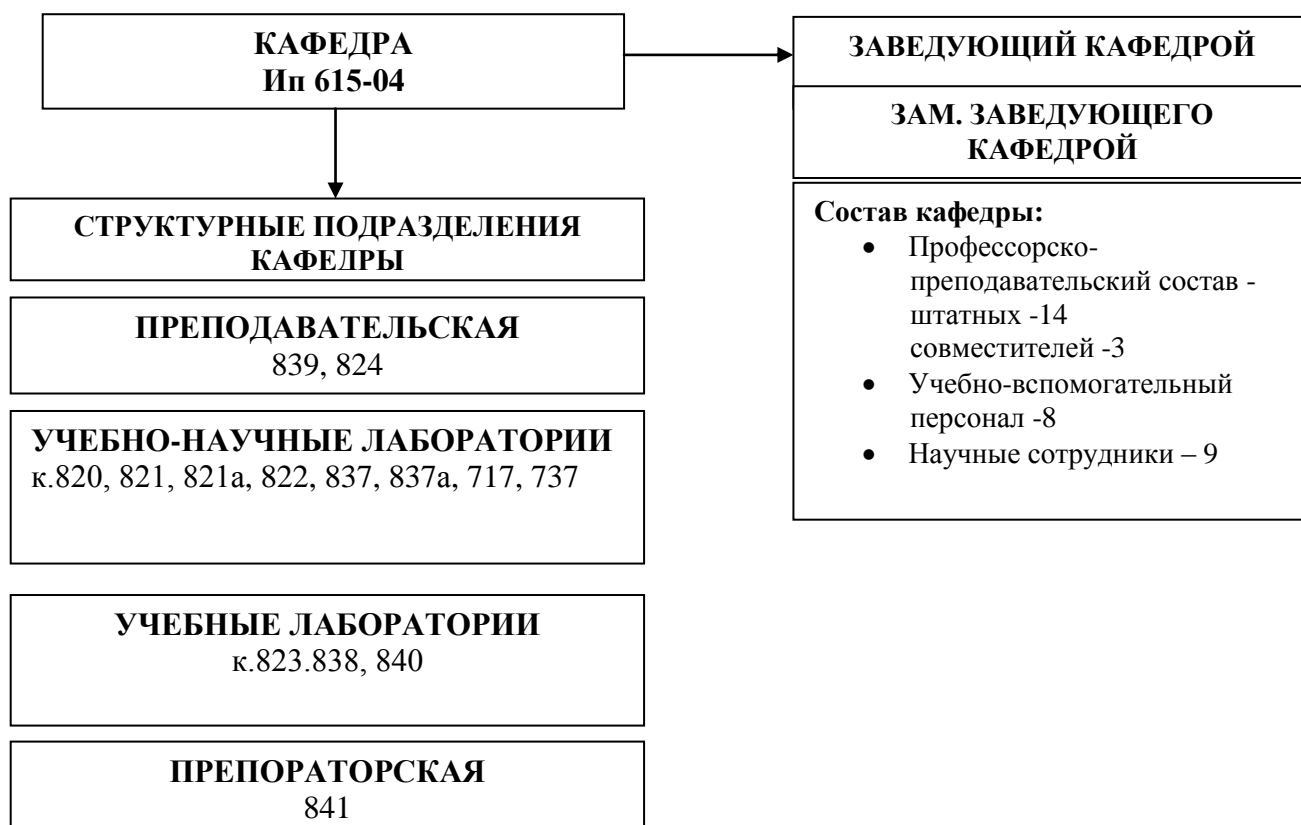 КАФЕДРА
Ип 615-04
ЗАВЕДУЮЩИЙ КАФЕДРОЙ
ЗАМ. ЗАВЕДУЮЩЕГО
КАФЕДРОЙ
Состав кафедры:
• Профессорско-
преподавательский состав -
штатных -14
совместителей -3
• Учебно-вспомогательный
персонал -8
• Научные сотрудники – 9
СТРУКТУРНЫЕ ПОДРАЗДЕЛЕНИЯ
КАФЕДРЫ
ПРЕПОДАВАТЕЛЬСКАЯ
839, 824
УЧЕБНО-НАУЧНЫЕ ЛАБОРАТОРИИ
к.820, 821, 821а, 822, 837, 837а, 717, 737
УЧЕБНЫЕ ЛАБОРАТОРИИ
к.823.838, 840
ПРЕПОРАТОРСКАЯ
841